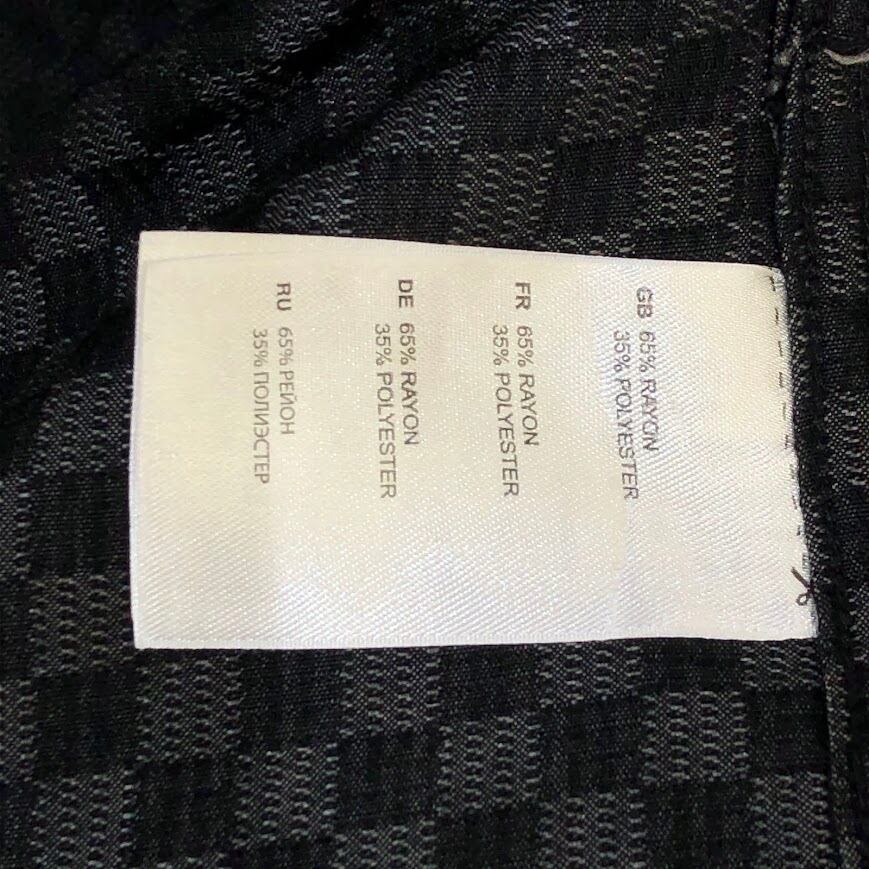 GB 65% RAYON
35% POLYESTER
FR 65% RAYON
35% POLYESTER
DE 65% RAYON
35% POLYESTER
RU 65% РЕЙОН
35% ПОЛИЭСТЕР